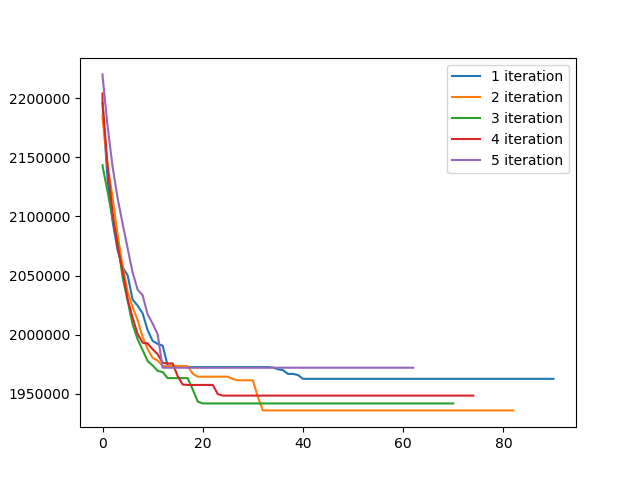 2200000
2150000
2100000
2050000
2000000
1950000
0 20 40 60 80
1 iteration
2 iteration
3 iteration
4 iteration
5 iteration